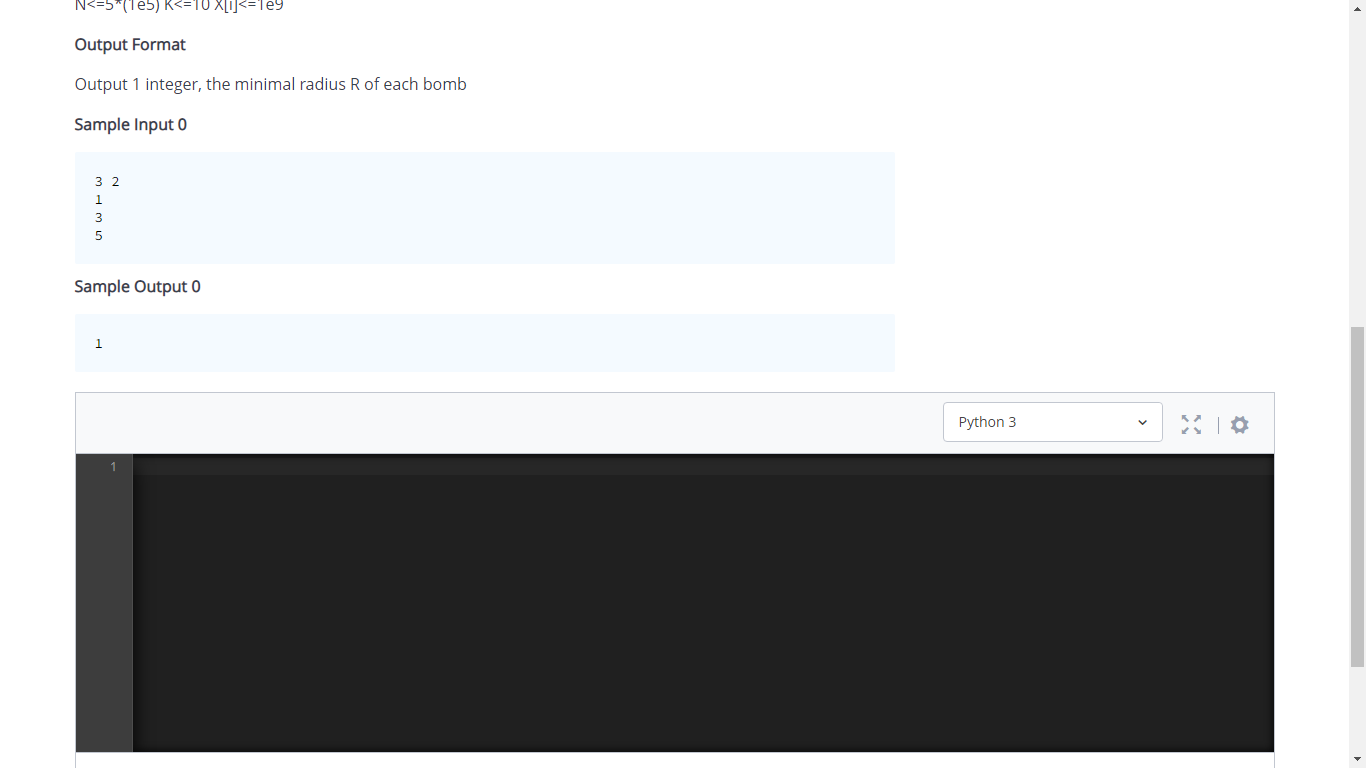 N<=5*(1e5) K<=10 X[i]<=1e9
Output Format
Output 1 integer, the minimal radius R of each bomb
Sample Input 0
3 2
1
3
5
Sample Output 0
1
Python 3
1